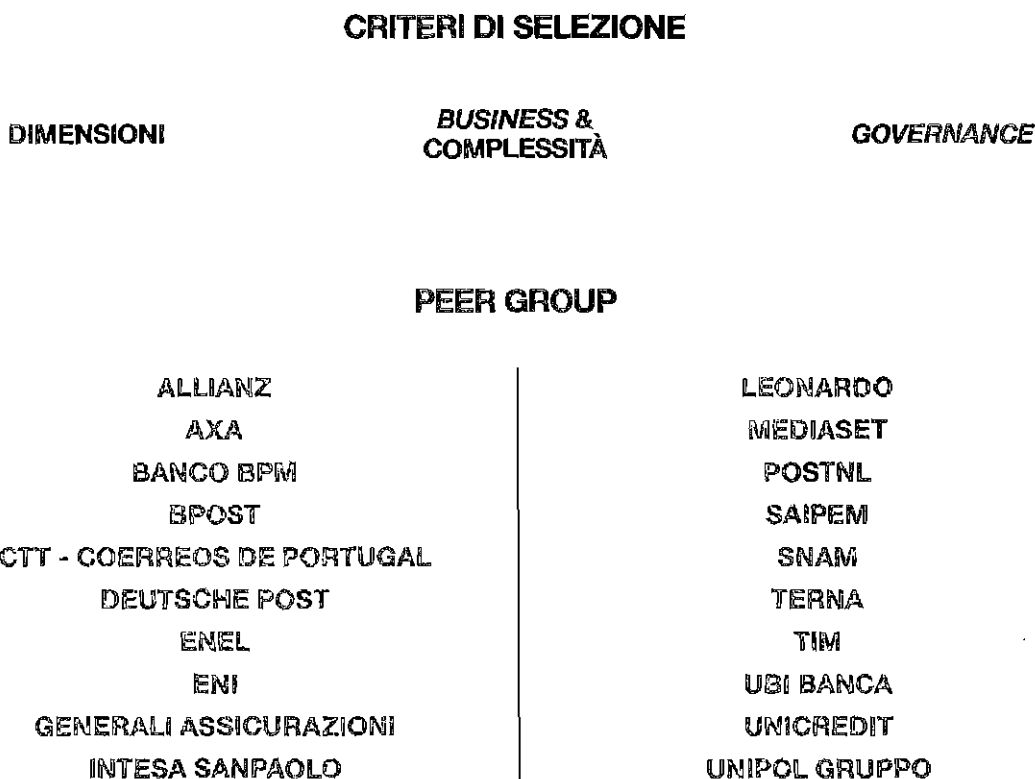 CRITERI DI SELEZIONE
DIMENSIONI
BUSINESS &
COMPLESSITÀ
GOVERNANCE
PEER GROUP
ALLIANZ
AXA
BANCO BPM
BPOST
CTT - COERREOS DE PORTUGAL
DEUTSCHE POST
ENEL
ENI
GENERALI ASSICURAZIONI
INTESA SANPAOLO
LEONARDO
MEDIASET
POSTNL
SAIPEM
SNAM
TERNA
TIM
UBI BANCA
UNICREDIT
UNIPOL GRUPPO